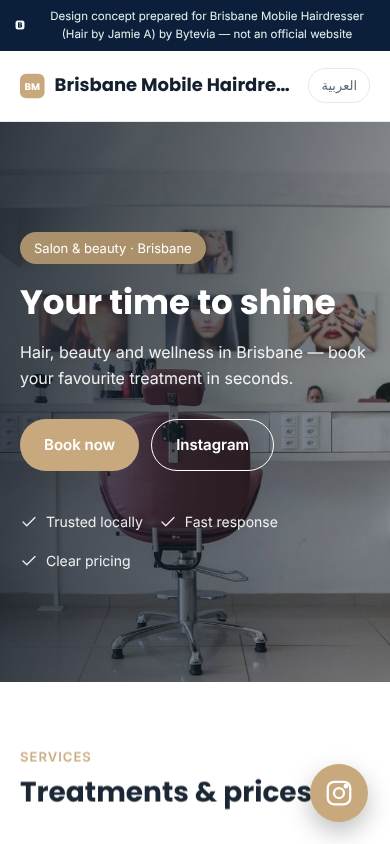 B
Design concept prepared for Brisbane Mobile Hairdresser
(Hair by Jamie A) by Bytevia — not an official website
BM
Brisbane Mobile Hairdre...
العربية
Salon & beauty · Brisbane
Your time to shine
Hair, beauty and wellness in Brisbane — book
your favourite treatment in seconds.
Book now
Instagram
Trusted locally
Fast response
Clear pricing
SERVICES
Treatments & prices